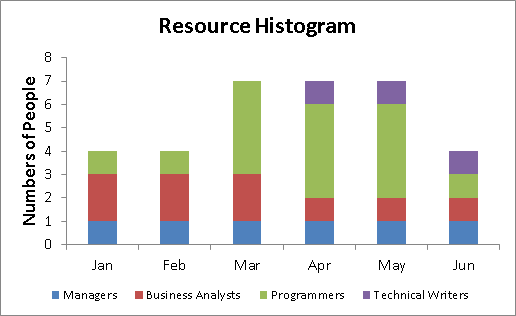 Resource Histogram
Numbers of People
8
7
6
5
4
3
2
1
0
Jan Feb Mar Apr May Jun
Managers Business Analysts Programmers Technical Writers